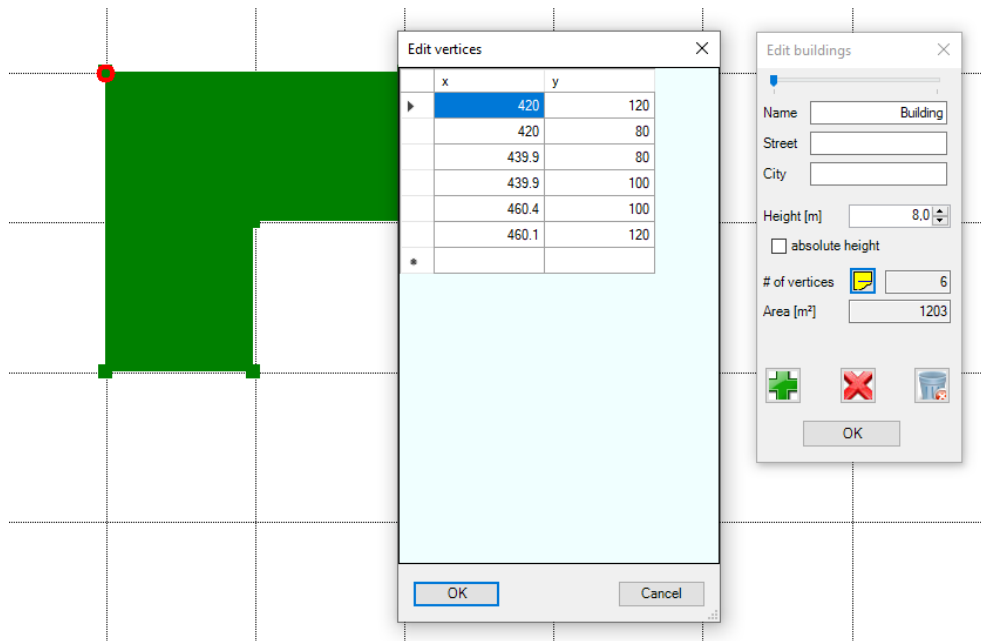 Edit vertices
x y
420 120
420 80
439.9 80
439.9 100
460.4 100
460.1 120
OK Cancel
Edit buildings
Name Building
Street
City
Height [m] 8,0
absolute height
# of vertices 6
Area [m²] 1203
OK